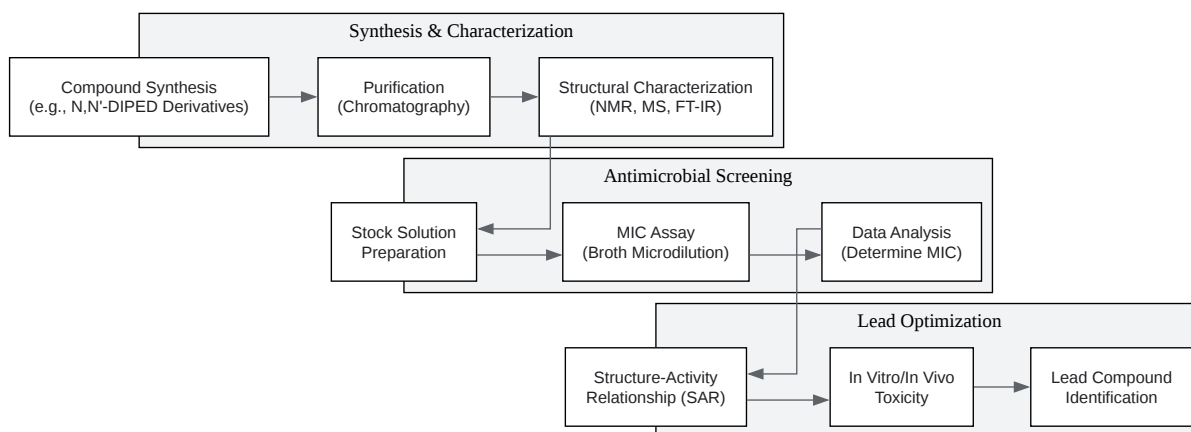 Synthesis & Characterization
Compound Synthesis
(e.g., N,N'-DIPED Derivatives)
Purification
(Chromatography)
Structural Characterization
(NMR, MS, FT-IR)
Antimicrobial Screening
Stock Solution
Preparation
MIC Assay
(Broth Microdilution)
Data Analysis
(Determine MIC)
Lead Optimization
Structure-Activity
Relationship (SAR)
In Vitro/In Vivo
Toxicity
Lead Compound
Identification